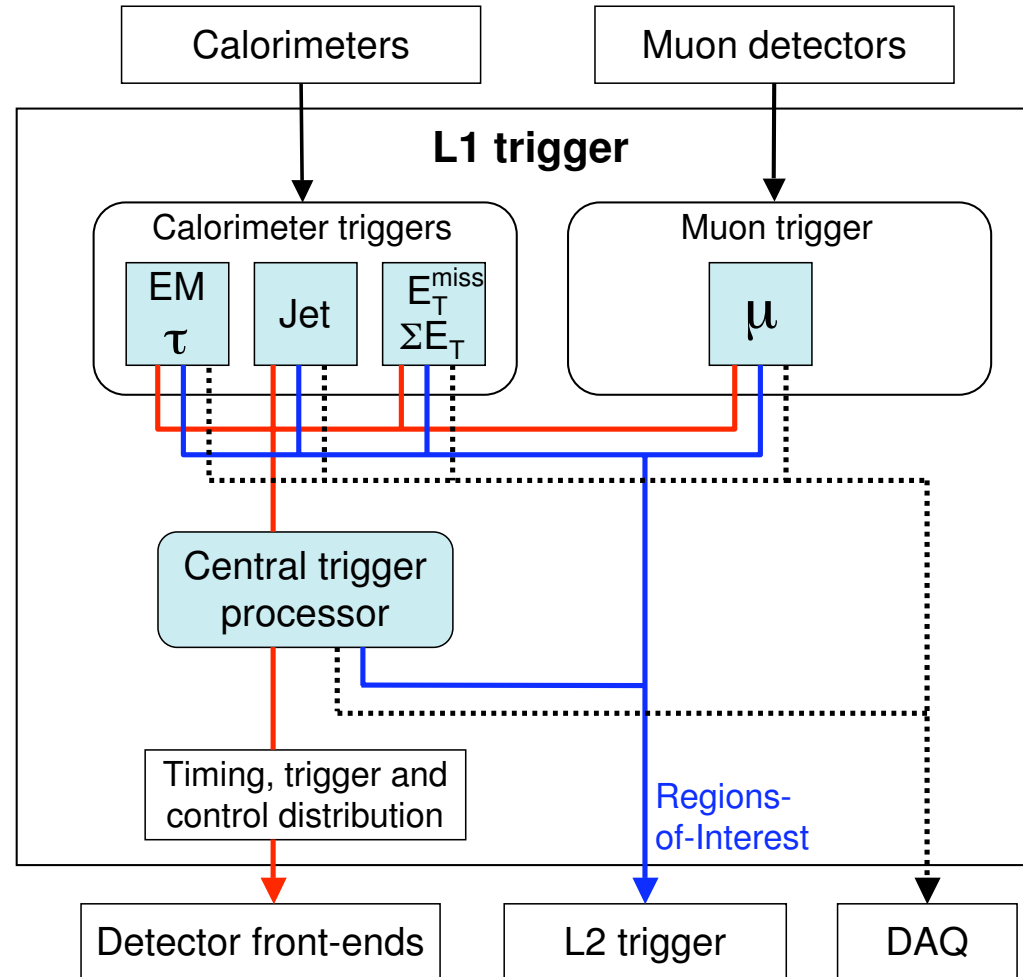 Calorimeters
Muon detectors
L1 trigger
Calorimeter triggers
Muon trigger
EM
τ
Jet
E_T^miss
ΣE_T
μ
Central trigger
processor
Timing, trigger and
control distribution
Regions-
of-Interest
Detector front-ends
L2 trigger
DAQ